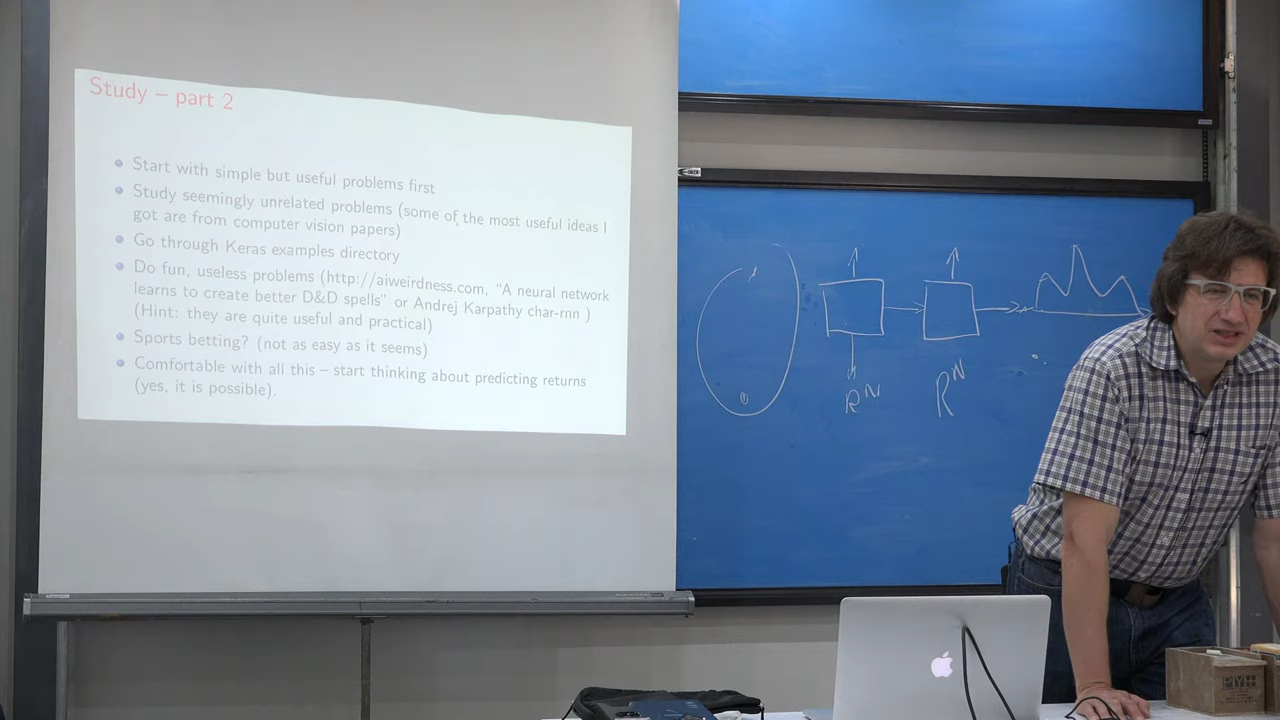 Study – part 2
Start with simple but useful problems first
Study seemingly unrelated problems (some of the most useful ideas I
got are from computer vision papers)
Go through Keras examples directory
Do fun, useless problems (http://aiweirdness.com, "A neural network
learns to create better D&D spells" or Andrej Karpathy char-rnn )
(Hint: they are quite useful and practical)
Sports betting? (not as easy as it seems)
Comfortable with all this – start thinking about predicting returns
(yes, it is possible).
R^N
R^N